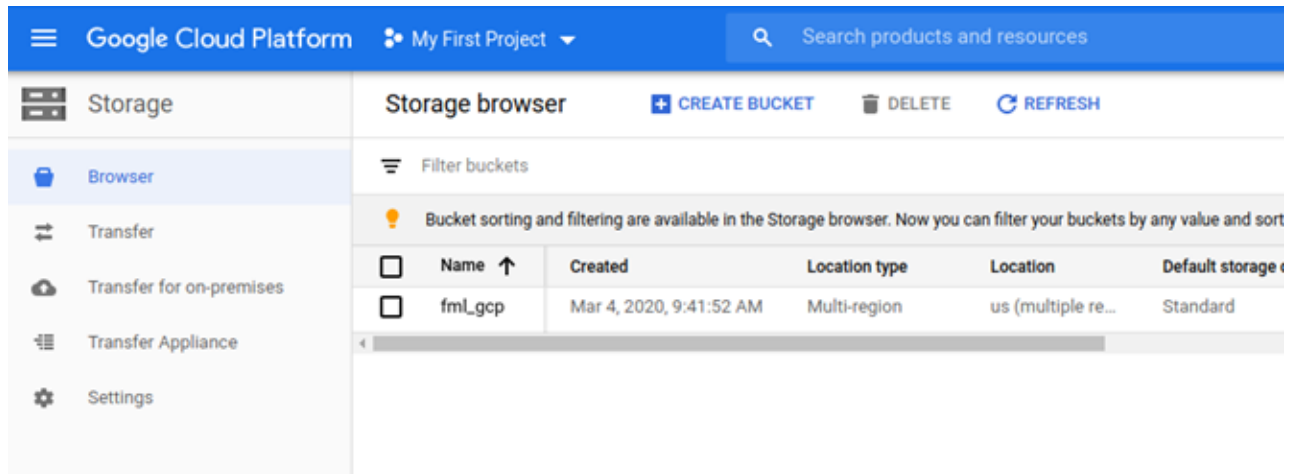 Google Cloud Platform My First Project Search products and resources
Storage Storage browser CREATE BUCKET DELETE REFRESH
Browser Filter buckets
Transfer Bucket sorting and filtering are available in the Storage browser. Now you can filter your buckets by any value and sort
Name Created Location type Location Default storage
Transfer for on-premises fml_gcp Mar 4, 2020, 9:41:52 AM Multi-region us (multiple re... Standard
Transfer Appliance
Settings